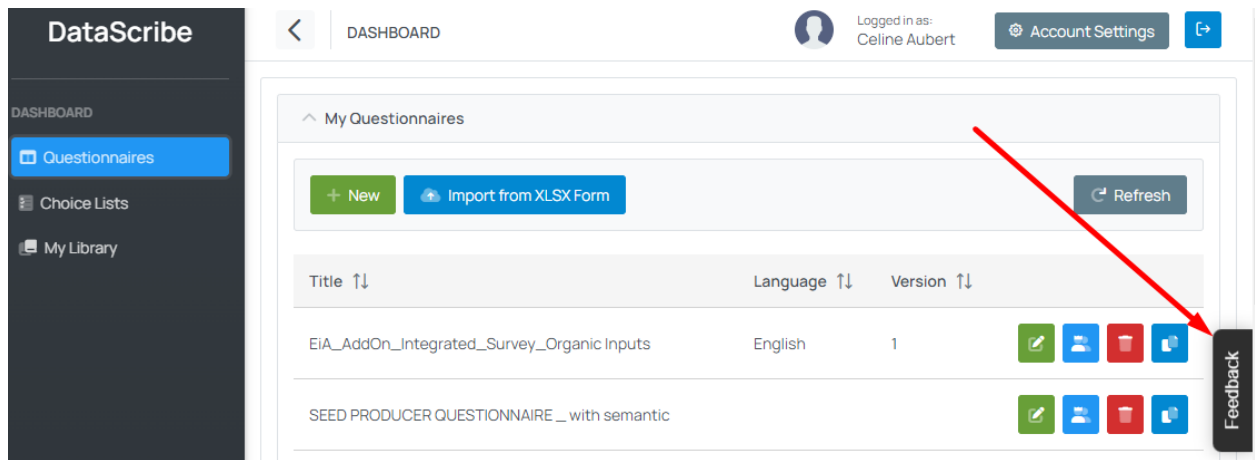 DataScribe
DASHBOARD
Logged in as:
Celine Aubert
Account Settings
DASHBOARD
Questionnaires
Choice Lists
My Library
My Questionnaires
New
Import from XLSX Form
Refresh
Title
Language
Version
EiA_AddOn_Integrated_Survey_Organic Inputs
English
1
SEED PRODUCER QUESTIONNAIRE _ with semantic
Feedback